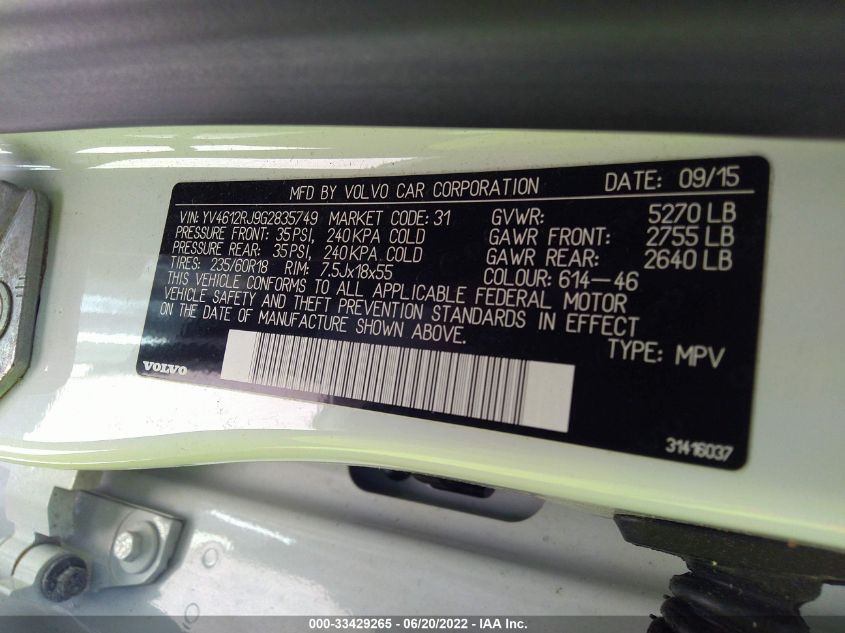 MFD BY VOLVO CAR CORPORATION DATE: 09/15
VIN: YV4612RJ9G2835749 MARKET CODE: 31 GVWR: 5270 LB
PRESSURE FRONT: 35PSI, 240KPA COLD GAWR FRONT: 2755 LB
PRESSURE REAR: 35PSI, 240KPA COLD GAWR REAR: 2640 LB
TIRES: 235/60R18 RIM: 7.5Jx18x55 COLOUR: 614-46
THIS VEHICLE CONFORMS TO ALL APPLICABLE FEDERAL MOTOR
VEHICLE SAFETY AND THEFT PREVENTION STANDARDS IN EFFECT
ON THE DATE OF MANUFACTURE SHOWN ABOVE.
TYPE: MPV
VOLVO
31416037
000-33429265 - 06/20/2022 - IAA Inc.